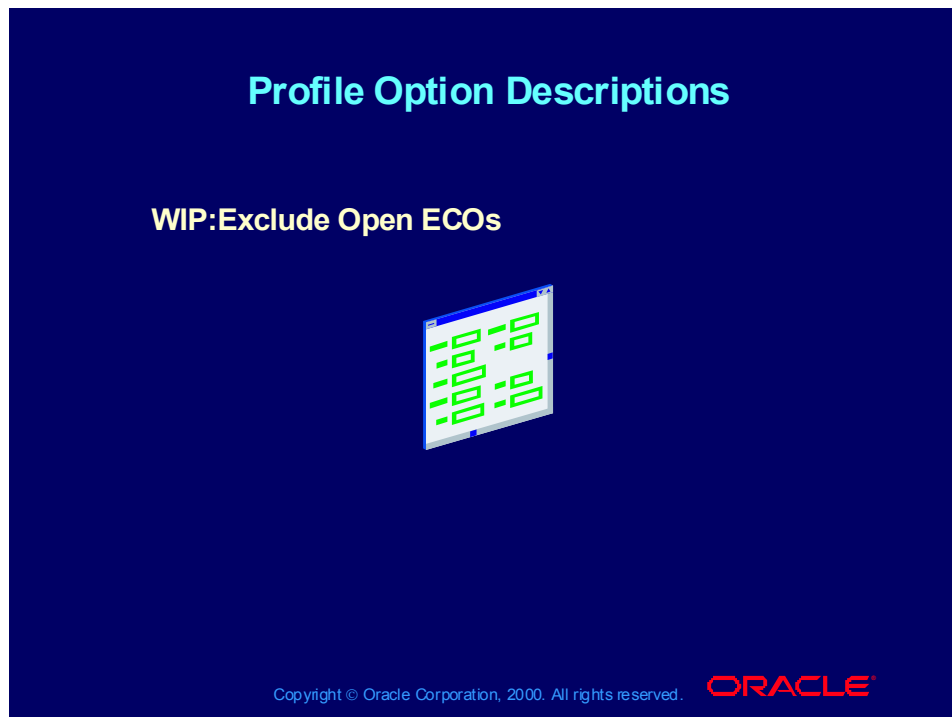 Profile Option Descriptions
WIP:Exclude Open ECOs
Copyright © Oracle Corporation, 2000. All rights reserved.
ORACLE®